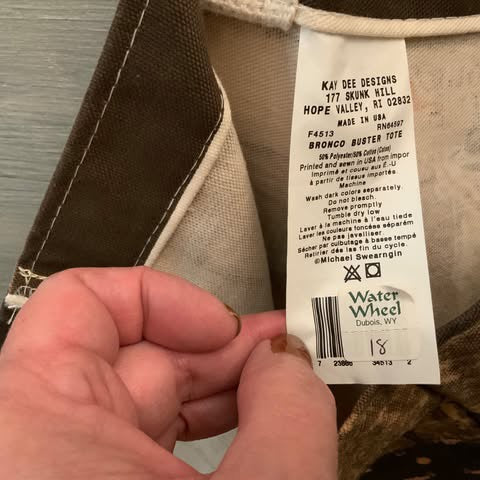 KAY DEE DESIGNS
177 SKUNK HILL
HOPE VALLEY, RI 02832
MADE IN USA
F4513 RN64597
BRONCO BUSTER TOTE
50% Polyester/50% Cotton (Coton)
Printed and sewn in USA from impor
Imprimé et cousu aux É.-U
à partir de tissus importés
Machine
Wash dark colors separately.
Do not bleach.
Remove promptly
Tumble dry low
Laver à la machine à l'eau tiede
Laver les couleurs foncées séparém
Ne pas javelliser.
Sécher par culbutage à basse tempé
Retirer dès la fin du cycle.
©Michael Swearngin
Water
Wheel
Dubois, WY
18
7 34513 2